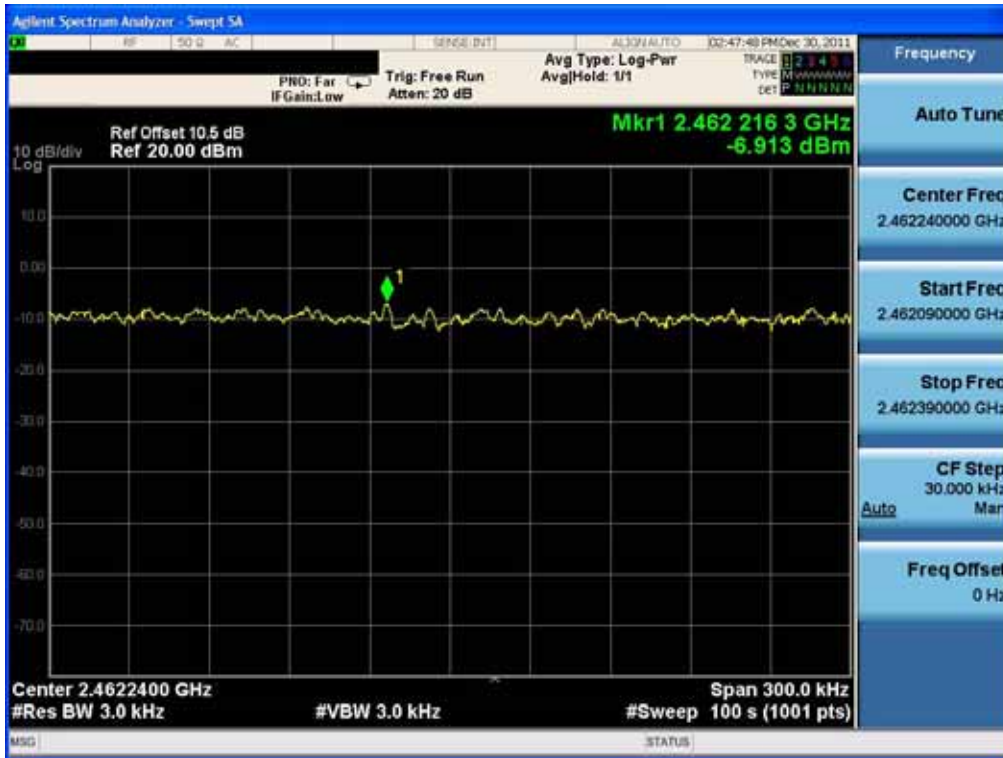 Agilent Spectrum Analyzer - Swept SA
RF 50 Ω AC SENSE:INT ALIGNAUTO 02:47:48 PM Dec 30, 2011
PNO: Far Trig: Free Run Avg Type: Log-Pwr TRACE 1 2 3 4 5 6
IFGain:Low Atten: 20 dB Avg|Hold: 1/1 TYPE M
DET P N N N N N
Mkr1 2.462 216 3 GHz
-6.913 dBm
Ref Offset 10.5 dB
10 dB/div Ref 20.00 dBm
Log
10.0
0.00
1
-10.0
-20.0
-30.0
-40.0
-50.0
-60.0
-70.0
Center 2.4622400 GHz Span 300.0 kHz
#Res BW 3.0 kHz #VBW 3.0 kHz #Sweep 100 s (1001 pts)
MSG STATUS
Frequency
Auto Tune
Center Freq
2.462240000 GHz
Start Freq
2.462090000 GHz
Stop Freq
2.462390000 GHz
CF Step
30.000 kHz
Auto Man
Freq Offset
0 Hz